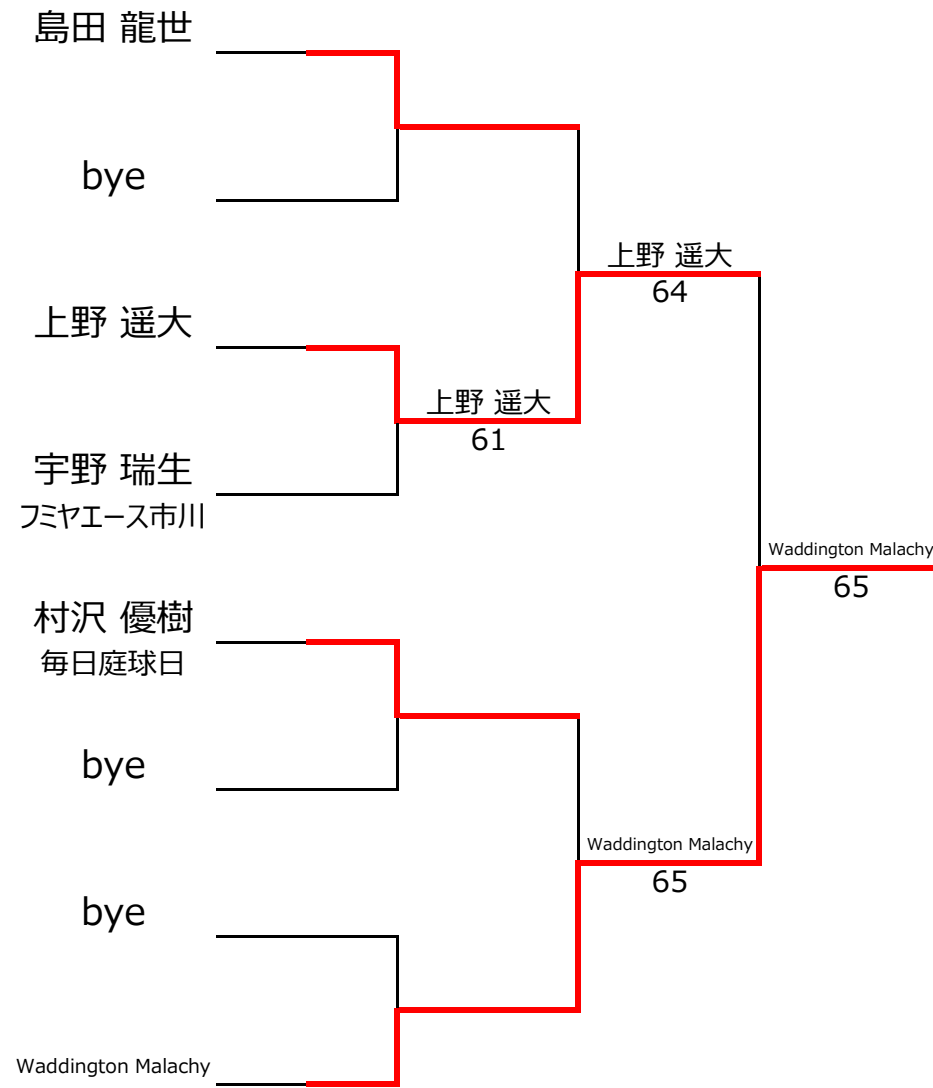 島田 龍世
bye
上野 遥大
64
上野 遥大
上野 遥大
61
宇野 瑞生
フミヤエース市川
Waddington Malachy
65
村沢 優樹
毎日庭球日
bye
Waddington Malachy
65
bye
Waddington Malachy